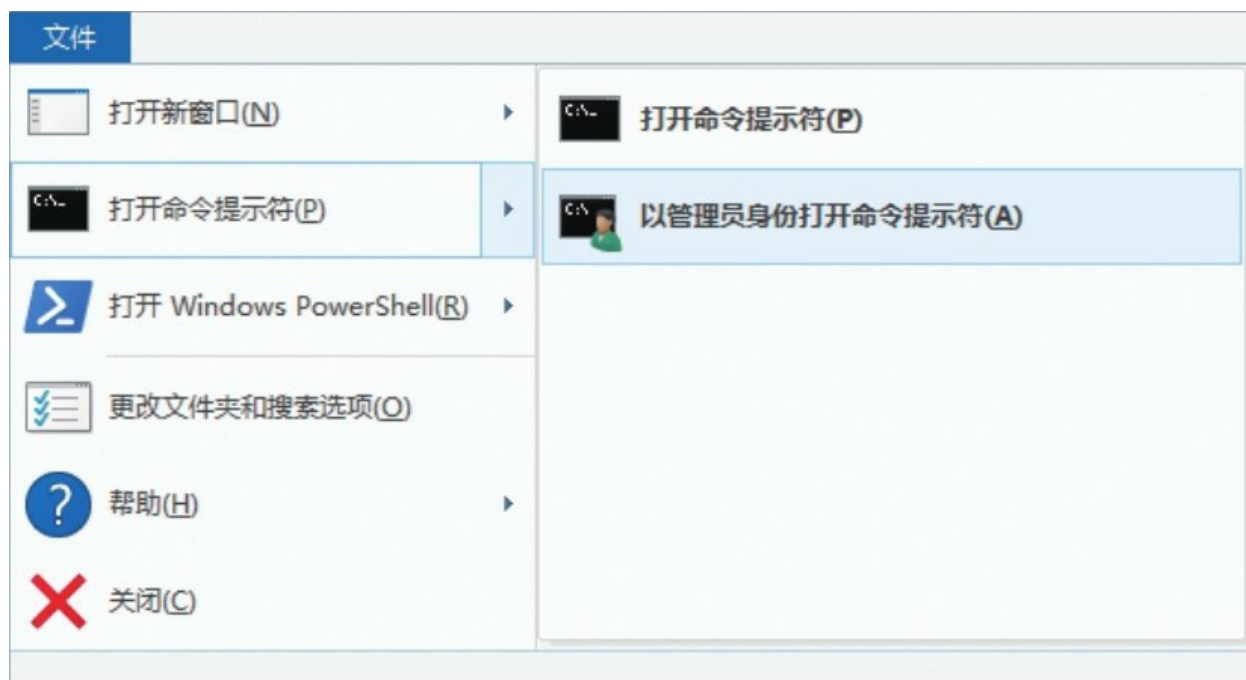 文件
打开新窗口(N)
打开命令提示符(P)
打开 Windows PowerShell(R)
更改文件夹和搜索选项(O)
帮助(H)
关闭(C)
C:\_
打开命令提示符(P)
C:\
以管理员身份打开命令提示符(A)
C:\_